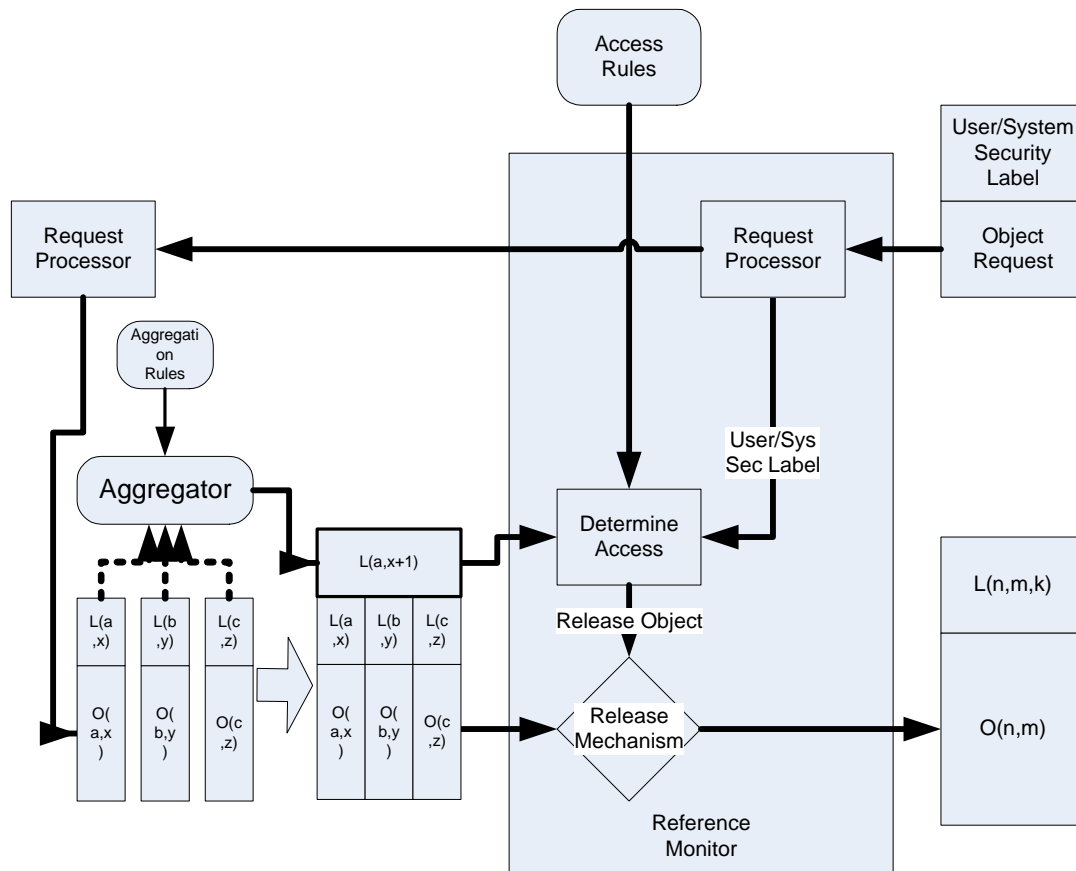 Access
Rules
User/System
Security
Label
Object
Request
Request
Processor
Request
Processor
Aggregati
on
Rules
User/Sys
Sec Label
Aggregator
Determine
Access
L(a,x+1)
Release Object
L(a
,x)
L(b
,y)
L(c
,z)
L(a
,x)
L(b
,y)
L(c
,z)
L(n,m,k)
O(
a,x
)
O(
b,y
)
O(c
,z)
O(
a,x
)
O(
b,y
)
O(c
,z)
Release
Mechanism
O(n,m)
Reference
Monitor